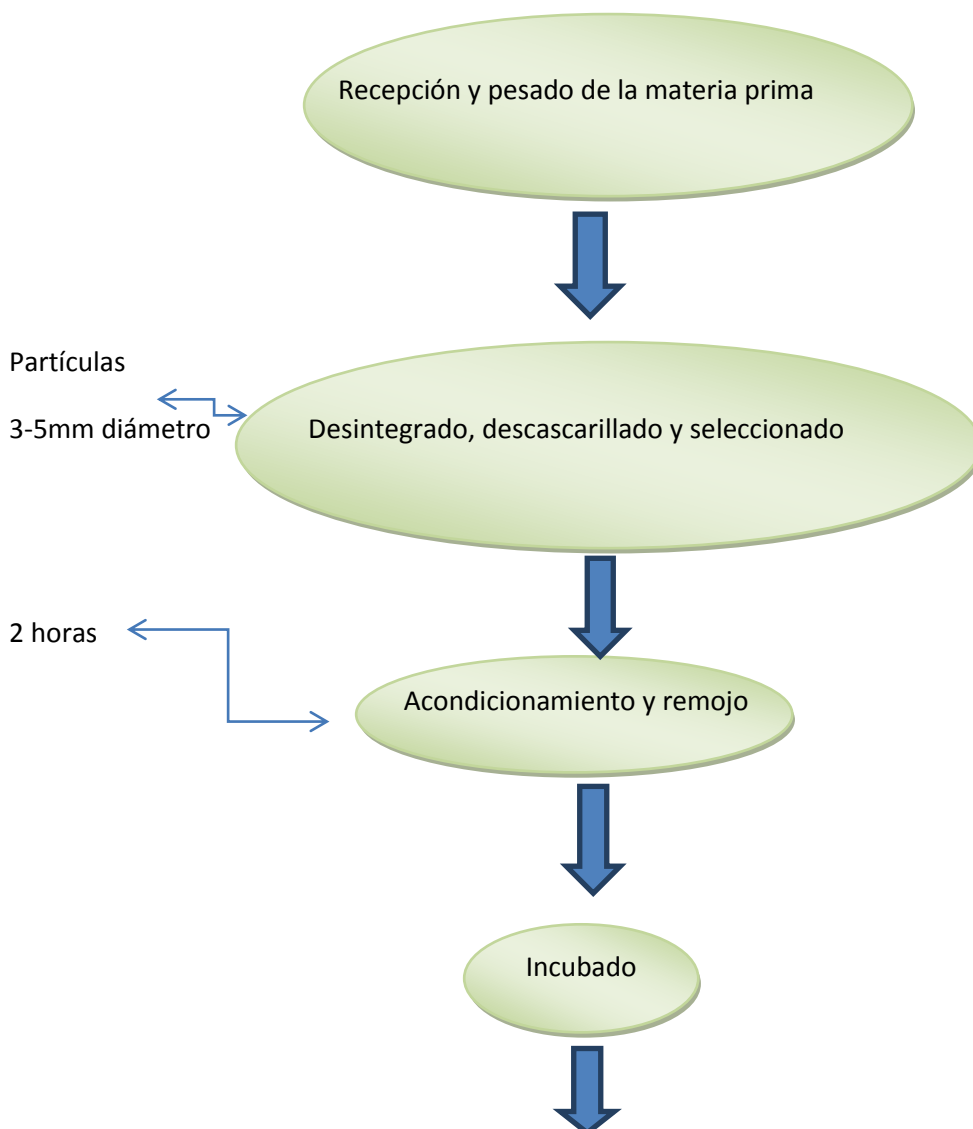 Recepción y pesado de la materia prima
Partículas
3-5mm diámetro
Desintegrado, descascarillado y seleccionado
2 horas
Acondicionamiento y remojo
Incubado